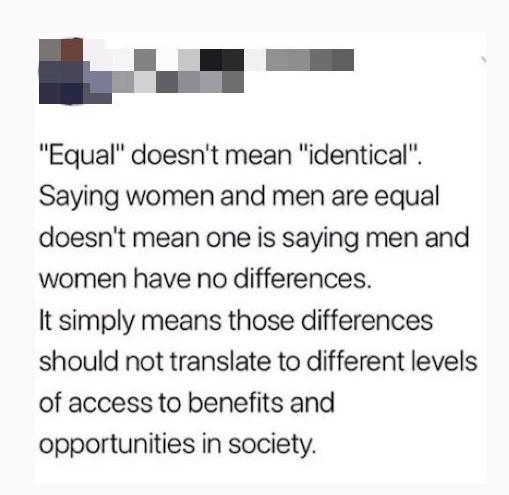 "Equal" doesn't mean "identical".
Saying women and men are equal
doesn't mean one is saying men and
women have no differences.
It simply means those differences
should not translate to different levels
of access to benefits and
opportunities in society.